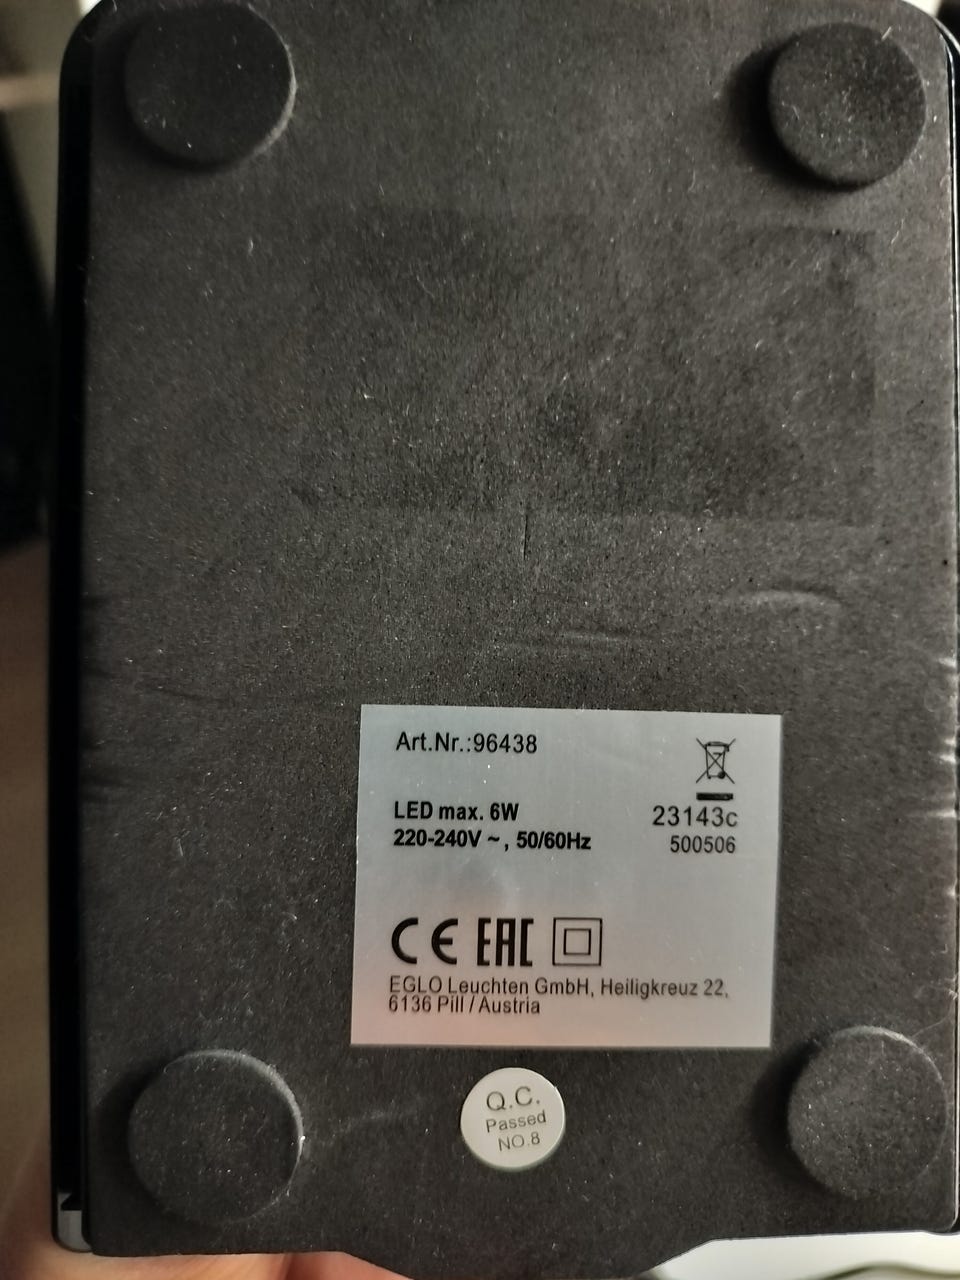 Art.Nr.:96438
LED max. 6W
220-240V ~, 50/60Hz
23143c
500506
CE EAC
EGLO Leuchten GmbH, Heiligkreuz 22,
6136 Pill / Austria
Q.C.
Passed
NO.8